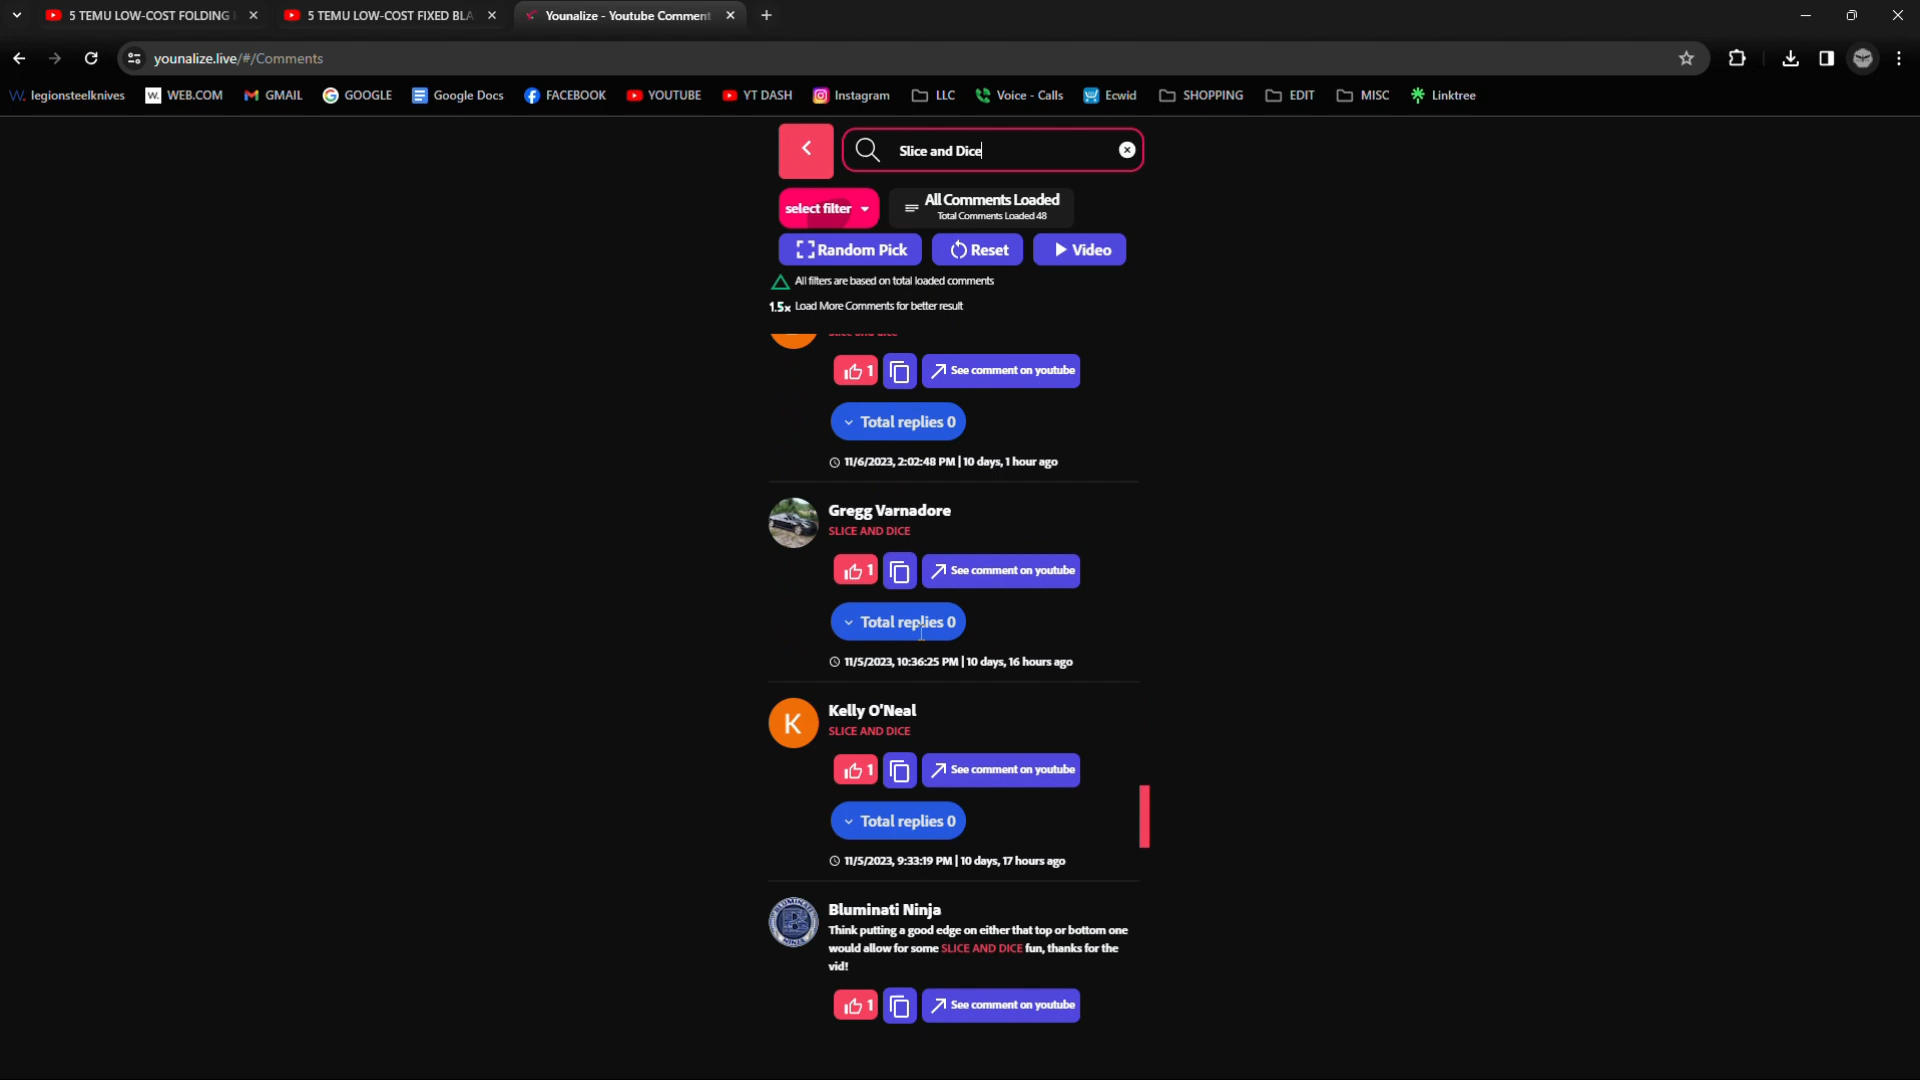 5 TEMU LOW-COST FOLDING
5 TEMU LOW-COST FIXED BLA
Younalize - Youtube Comment
younalize.live/#/Comments
legionsteelknives
WEB.COM
GMAIL
GOOGLE
Google Docs
FACEBOOK
YOUTUBE
YT DASH
Instagram
LLC
Voice - Calls
Ecwid
SHOPPING
EDIT
MISC
Linktree
Slice and Dice
select filter
All Comments Loaded
Total Comments Loaded 48
Random Pick
Reset
Video
All filters are based on total loaded comments
1.5x Load More Comments for better result
1
See comment on youtube
Total replies 0
11/6/2023, 2:02:48 PM | 10 days, 1 hour ago
Gregg Varnadore
SLICE AND DICE
1
See comment on youtube
Total replies 0
11/5/2023, 10:36:25 PM | 10 days, 16 hours ago
K
Kelly O'Neal
SLICE AND DICE
1
See comment on youtube
Total replies 0
11/5/2023, 9:33:19 PM | 10 days, 17 hours ago
Bluminati Ninja
Think putting a good edge on either that top or bottom one
would allow for some SLICE AND DICE fun, thanks for the
vid!
1
See comment on youtube